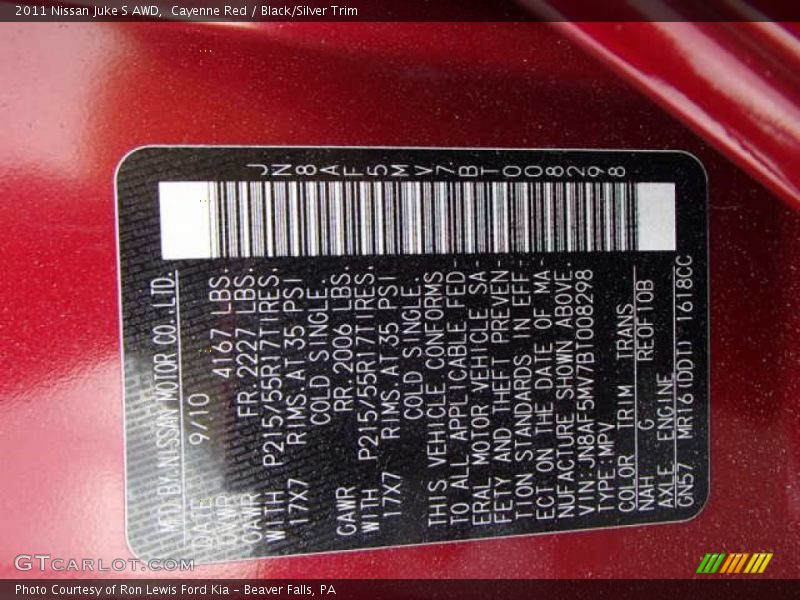 2011 Nissan Juke S AWD,  Cayenne Red / Black/Silver Trim
JN8AF5MV7BT008298
MFD BY NISSAN MOTOR CO., LTD.
DATE 9/10
GVWR 4167 LBS.
GAWR FR. 2227 LBS.
WITH P215/55R17TIRES.
17X7 RIMS. AT 35 PSI
COLD SINGLE.
GAWR RR. 2006 LBS.
WITH P215/55R17TIRES.
17X7 RIMS. AT 35 PSI
COLD SINGLE.
THIS VEHICLE CONFORMS
TO ALL APPLICABLE FED-
ERAL MOTOR VEHICLE SA-
FETY AND THEFT PREVEN-
TION STANDARDS IN EFF-
ECT ON THE DATE OF MA-
NUFACTURE SHOWN ABOVE.
VIN-JN8AF5MV7BT008298
TYPE:MPV
COLOR TRIM TRANS
NAH G RE0F10B
AXLE ENGINE
GN57 MR16(DDT) 1618CC
GTCARLOT.COM
Photo Courtesy of Ron Lewis Ford Kia - Beaver Falls, PA